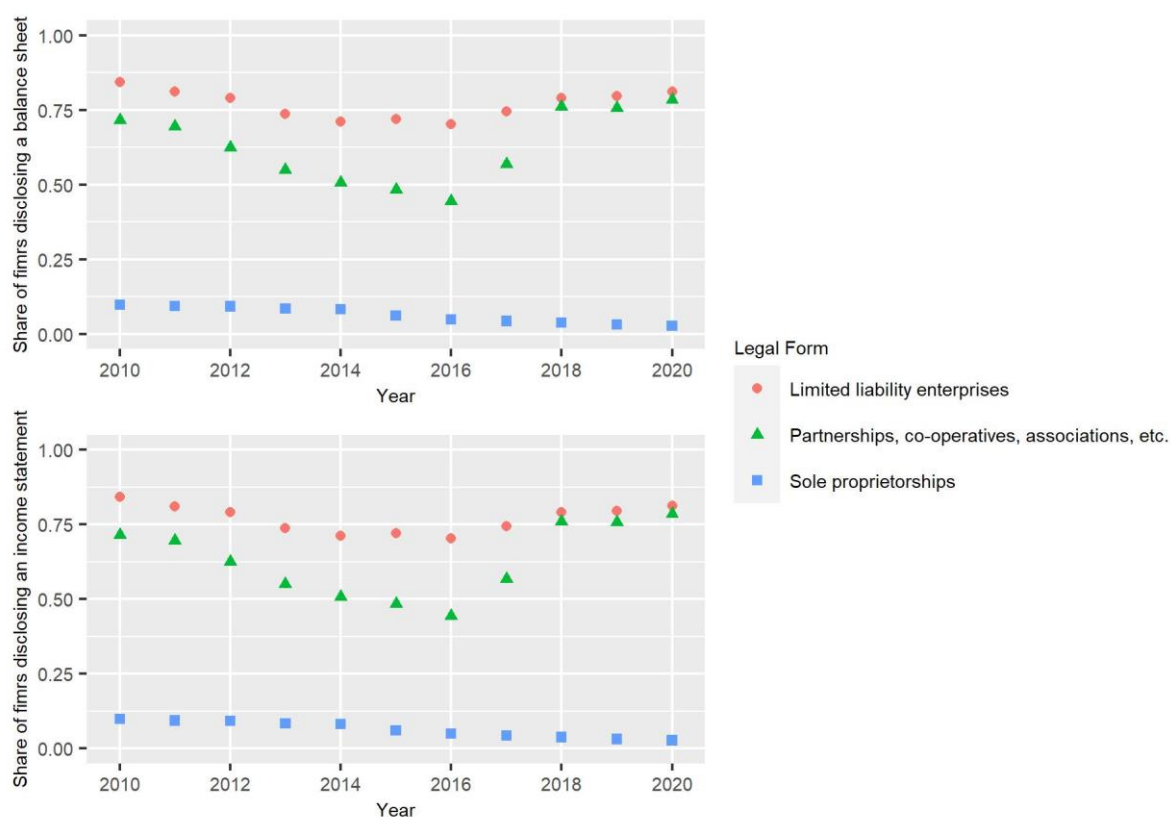 Share of fimrs disclosing a balance sheet
1.00
0.75
0.50
0.25
0.00
2010 2012 2014 2016 2018 2020
Year
Legal Form
Limited liability enterprises
Partnerships, co-operatives, associations, etc.
Sole proprietorships
Share of fimrs disclosing an income statement
1.00
0.75
0.50
0.25
0.00
2010 2012 2014 2016 2018 2020
Year